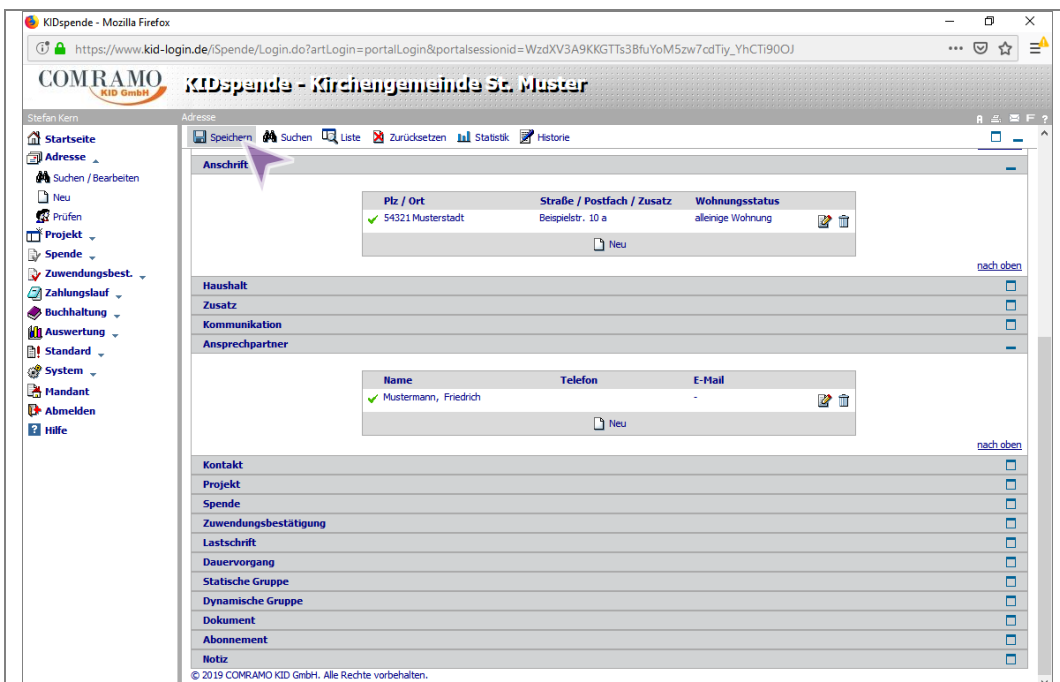 KIDspende - Mozilla Firefox
https://www.kid-login.de/iSpende/Login.do?artLogin=portalLogin&portalsessionid=WzdXV3A9KKGTTs3BfuYoM5zw7cdTiy_YhCTi90OJ
COMRAMO
KID GmbH
KIDspende - Kirchengemeinde St. Muster
Stefan Kern
Adresse
Speichern Suchen Liste Zurücksetzen Statistik Historie
Startseite
Adresse
Suchen / Bearbeiten
Neu
Prüfen
Projekt
Spende
Zuwendungsbest.
Zahlungslauf
Buchhaltung
Auswertung
Standard
System
Mandant
Abmelden
Hilfe
Anschrift
Plz / Ort Straße / Postfach / Zusatz Wohnungsstatus
54321 Musterstadt Beispielstr. 10 a alleinige Wohnung
Neu
nach oben
Haushalt
Zusatz
Kommunikation
Ansprechpartner
Name Telefon E-Mail
Mustermann, Friedrich -
Neu
nach oben
Kontakt
Projekt
Spende
Zuwendungsbestätigung
Lastschrift
Dauervorgang
Statische Gruppe
Dynamische Gruppe
Dokument
Abonnement
Notiz
© 2019 COMRAMO KID GmbH. Alle Rechte vorbehalten.